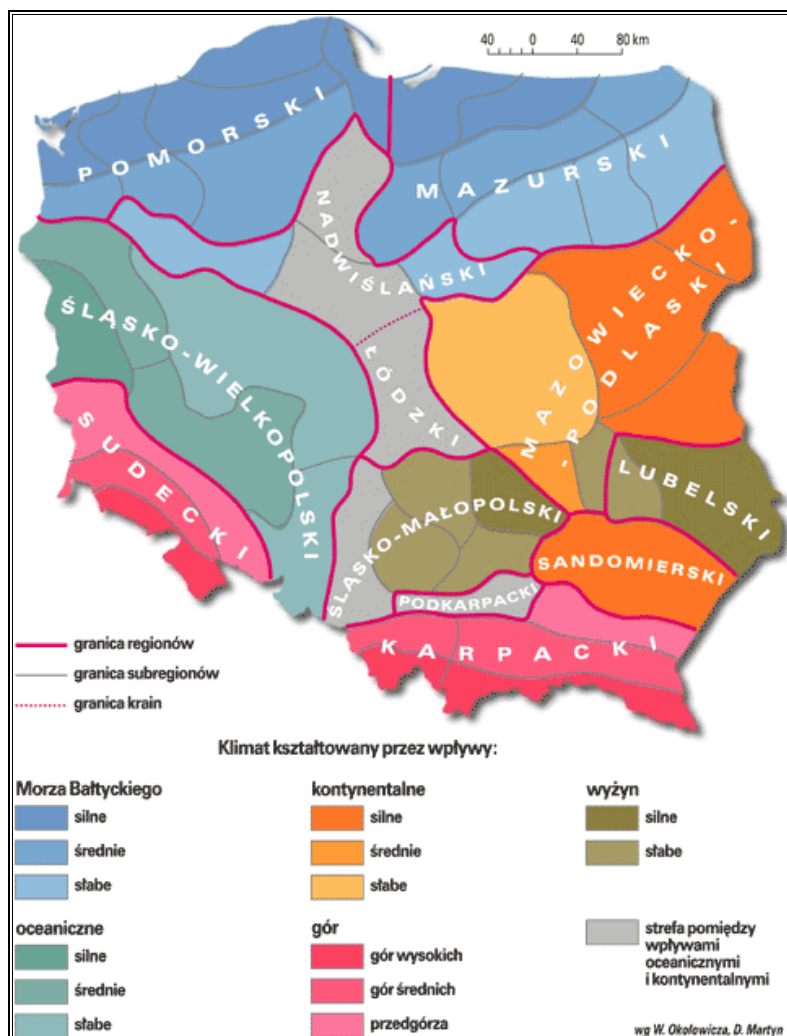 40 0 40 80 km
POMORSKI
MAZURSKI
NADWIŚLAŃSKI
MAZOWIECKO-
-PODLASKI
ŚLĄSKO-WIELKOPOLSKI
ŁÓDZKI
SUDECKI
LUBELSKI
ŚLĄSKO-MAŁOPOLSKI
SANDOMIERSKI
PODKARPACKI
KARPACKI
granica regionów
granica subregionów
granica krain
Klimat kształtowany przez wpływy:
Morza Bałtyckiego
silne
średnie
słabe
kontynentalne
silne
średnie
słabe
wyżyn
silne
słabe
oceaniczne
silne
średnie
słabe
gór
gór wysokich
gór średnich
przedgórza
strefa pomiędzy
wpływami
oceanicznymi
i kontynentalnymi
wg W. Okołowicza, D. Martyn